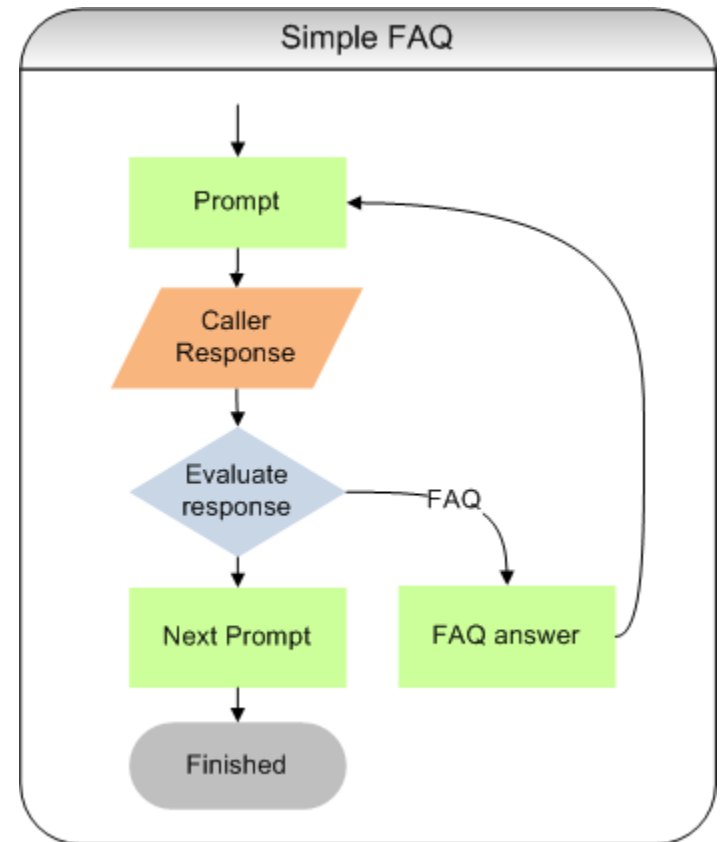 Simple FAQ
Prompt
Caller
Response
Evaluate
response
FAQ
Next Prompt
FAQ answer
Finished